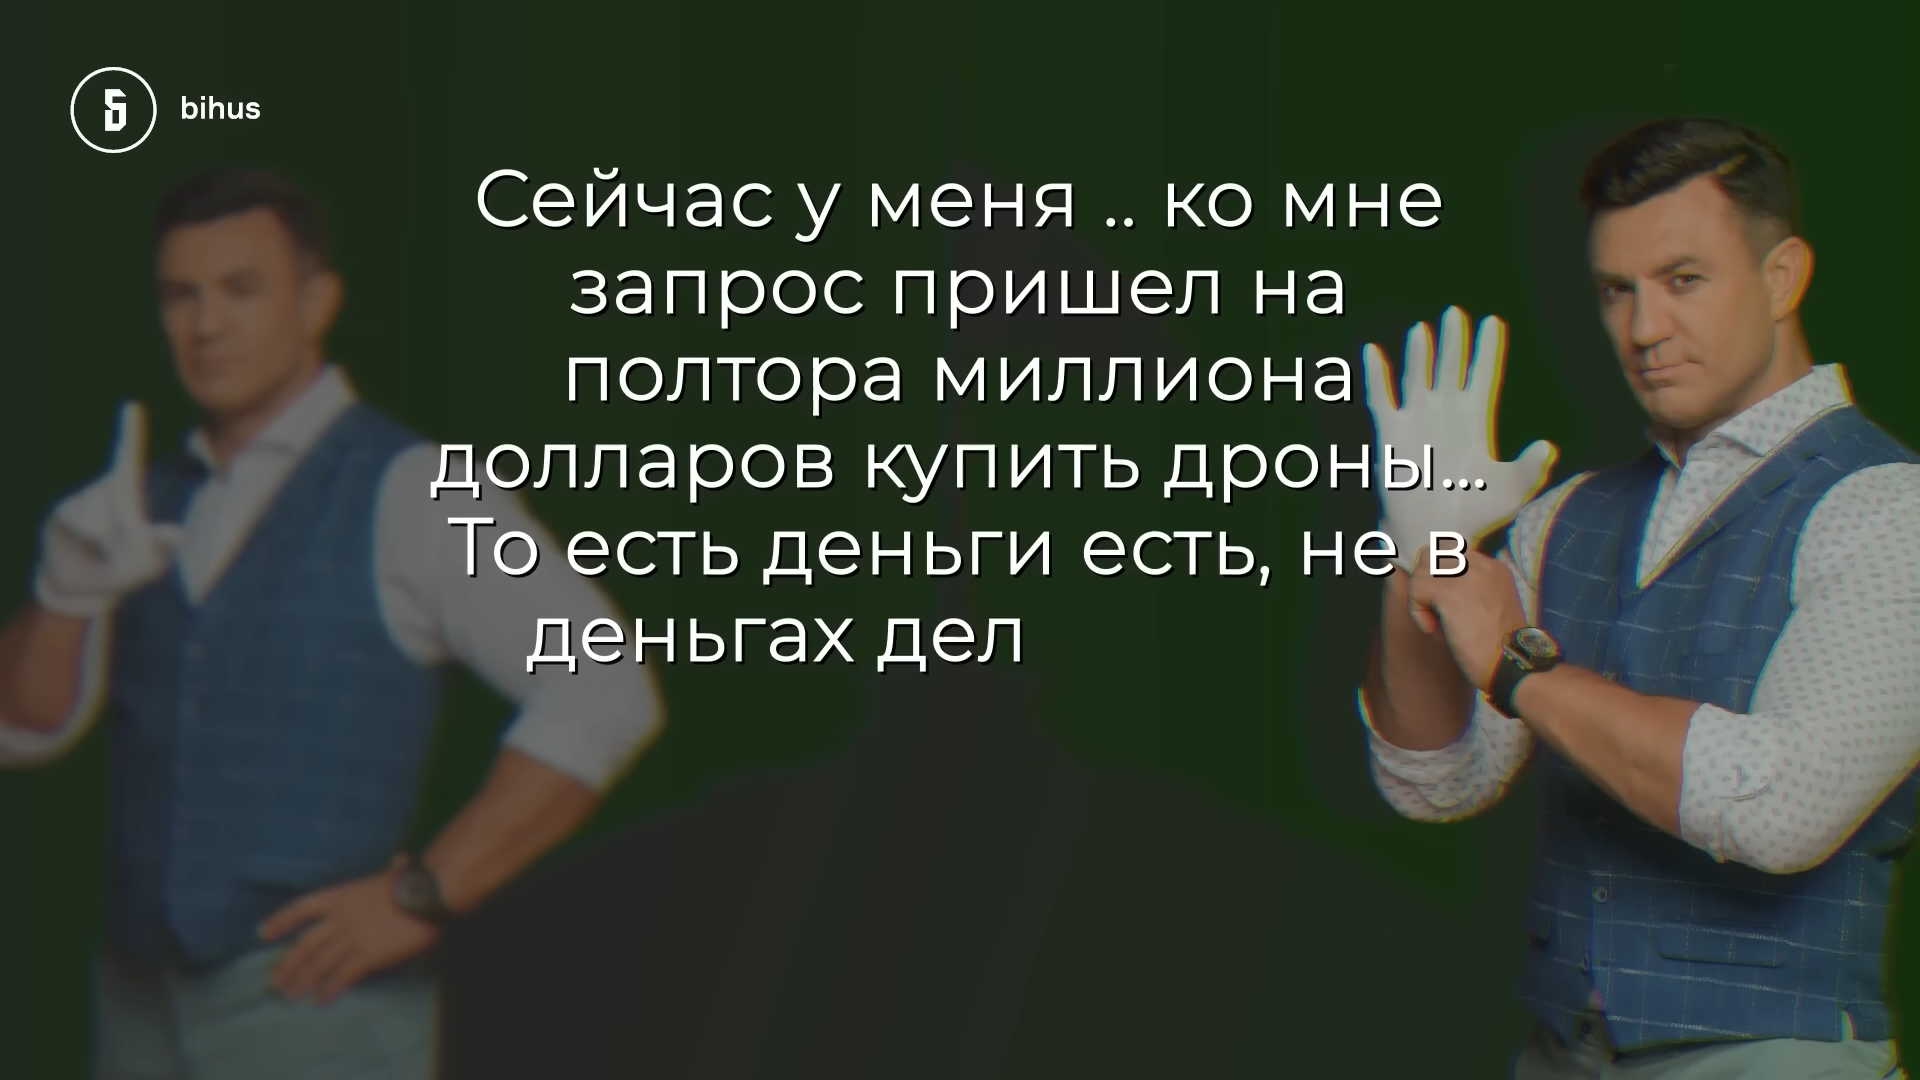 bihus
Сейчас у меня .. ко мне
запрос пришел на
полтора миллиона
долларов купить дроны...
То есть деньги есть, не в
деньгах дел